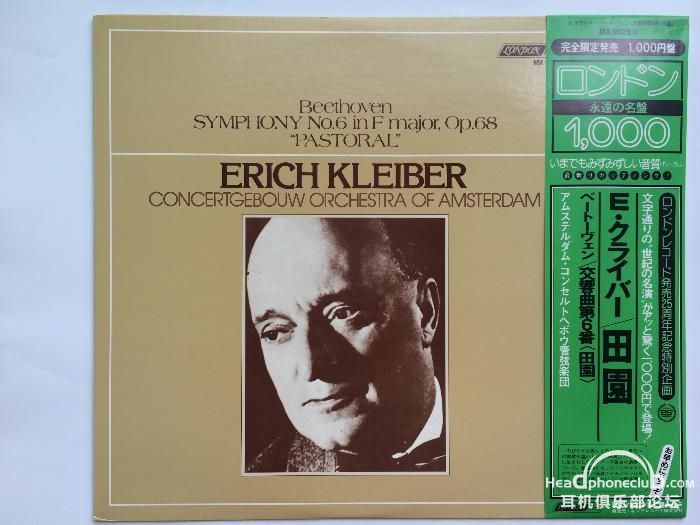 LONDON
MX
Beethoven
SYMPHONY No.6 in F major, Op.68
"PASTORAL"
ERICH KLEIBER
CONCERTGEBOUW ORCHESTRA OF AMSTERDAM
MX 9026
完全限定発売 1,000円盤
ロンドン
永遠の名盤
1,000
いまでもみずみずしい音質
ロンドンレコード発売25周年記念特別企画
文字通りの“世紀の名演”がアッと驚く1000円で登場!
E・クライバー/田園
ベートーヴェン/交響曲第6番〈田園〉
アムステルダム・コンセルトヘボウ管弦楽団
お早めに
Headphoneclub.com
耳机俱乐部论坛